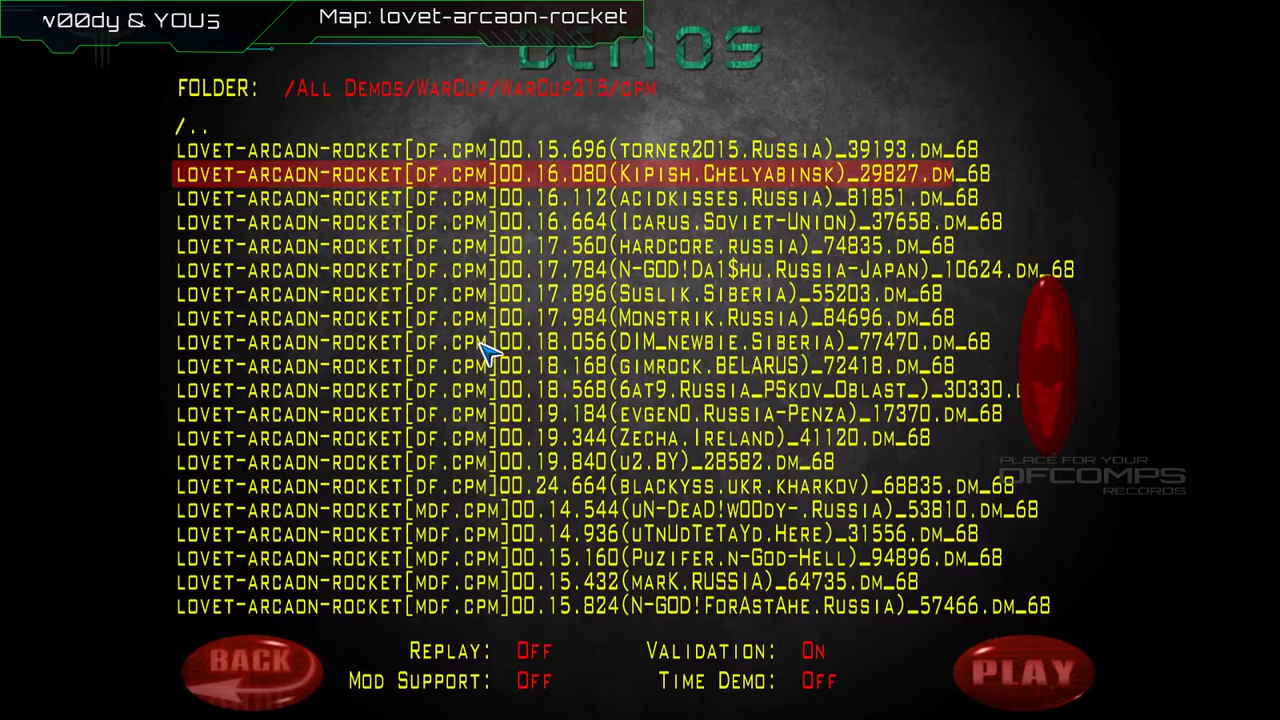 w00dy & YOU5
Map: lovet-arcaon-rocket
DEMOS
FOLDER: /ALL DEMOS/WARCUP/WARCUP215/CPM
/..
LOVET-ARCAON-ROCKET[DF.CPM]00.15.696(TORNER2015.RUSSIA)_39193.DM_68
LOVET-ARCAON-ROCKET[DF.CPM]00.16.080(KIPISH.CHELYABINSK)_29827.DM_68
LOVET-ARCAON-ROCKET[DF.CPM]00.16.112(ACIDKISSES.RUSSIA)_81851.DM_68
LOVET-ARCAON-ROCKET[DF.CPM]00.16.664(ICARUS.SOVIET-UNION)_37658.DM_68
LOVET-ARCAON-ROCKET[DF.CPM]00.17.560(HARDCORE.RUSSIA)_74835.DM_68
LOVET-ARCAON-ROCKET[DF.CPM]00.17.784(N-GOD!DA1$HU.RUSSIA-JAPAN)_10624.DM_68
LOVET-ARCAON-ROCKET[DF.CPM]00.17.896(SUSLIK.SIBERIA)_55203.DM_68
LOVET-ARCAON-ROCKET[DF.CPM]00.17.984(MONSTRIK.RUSSIA)_84696.DM_68
LOVET-ARCAON-ROCKET[DF.CPM]00.18.056(DIM_NEWBIE.SIBERIA)_77470.DM_68
LOVET-ARCAON-ROCKET[DF.CPM]00.18.168(GIMROCK.BELARUS)_72418.DM_68
LOVET-ARCAON-ROCKET[DF.CPM]00.18.568(6AT9.RUSSIA_PSKOV_OBLAST_)_30330.
LOVET-ARCAON-ROCKET[DF.CPM]00.19.184(EVGEN0.RUSSIA-PENZA)_17370.DM_68
LOVET-ARCAON-ROCKET[DF.CPM]00.19.344(ZECHA.IRELAND)_41120.DM_68
LOVET-ARCAON-ROCKET[DF.CPM]00.19.840(U2.BY)_28582.DM_68
LOVET-ARCAON-ROCKET[DF.CPM]00.24.664(BLACKYSS.UKR.KHARKOV)_68835.DM_68
LOVET-ARCAON-ROCKET[MDF.CPM]00.14.544(UN-DEAD!W00DY-.RUSSIA)_53810.DM_68
LOVET-ARCAON-ROCKET[MDF.CPM]00.14.936(UTNUDTETAYD.HERE)_31556.DM_68
LOVET-ARCAON-ROCKET[MDF.CPM]00.15.160(PUZIFER.N-GOD-HELL)_94896.DM_68
LOVET-ARCAON-ROCKET[MDF.CPM]00.15.432(MARK.RUSSIA)_64735.DM_68
LOVET-ARCAON-ROCKET[MDF.CPM]00.15.824(N-GOD!FORASTAHE.RUSSIA)_57466.DM_68
PLACE FOR YOUR
DFCOMPS
RECORDS
REPLAY: OFF
VALIDATION: ON
MOD SUPPORT: OFF
TIME DEMO: OFF
BACK
PLAY